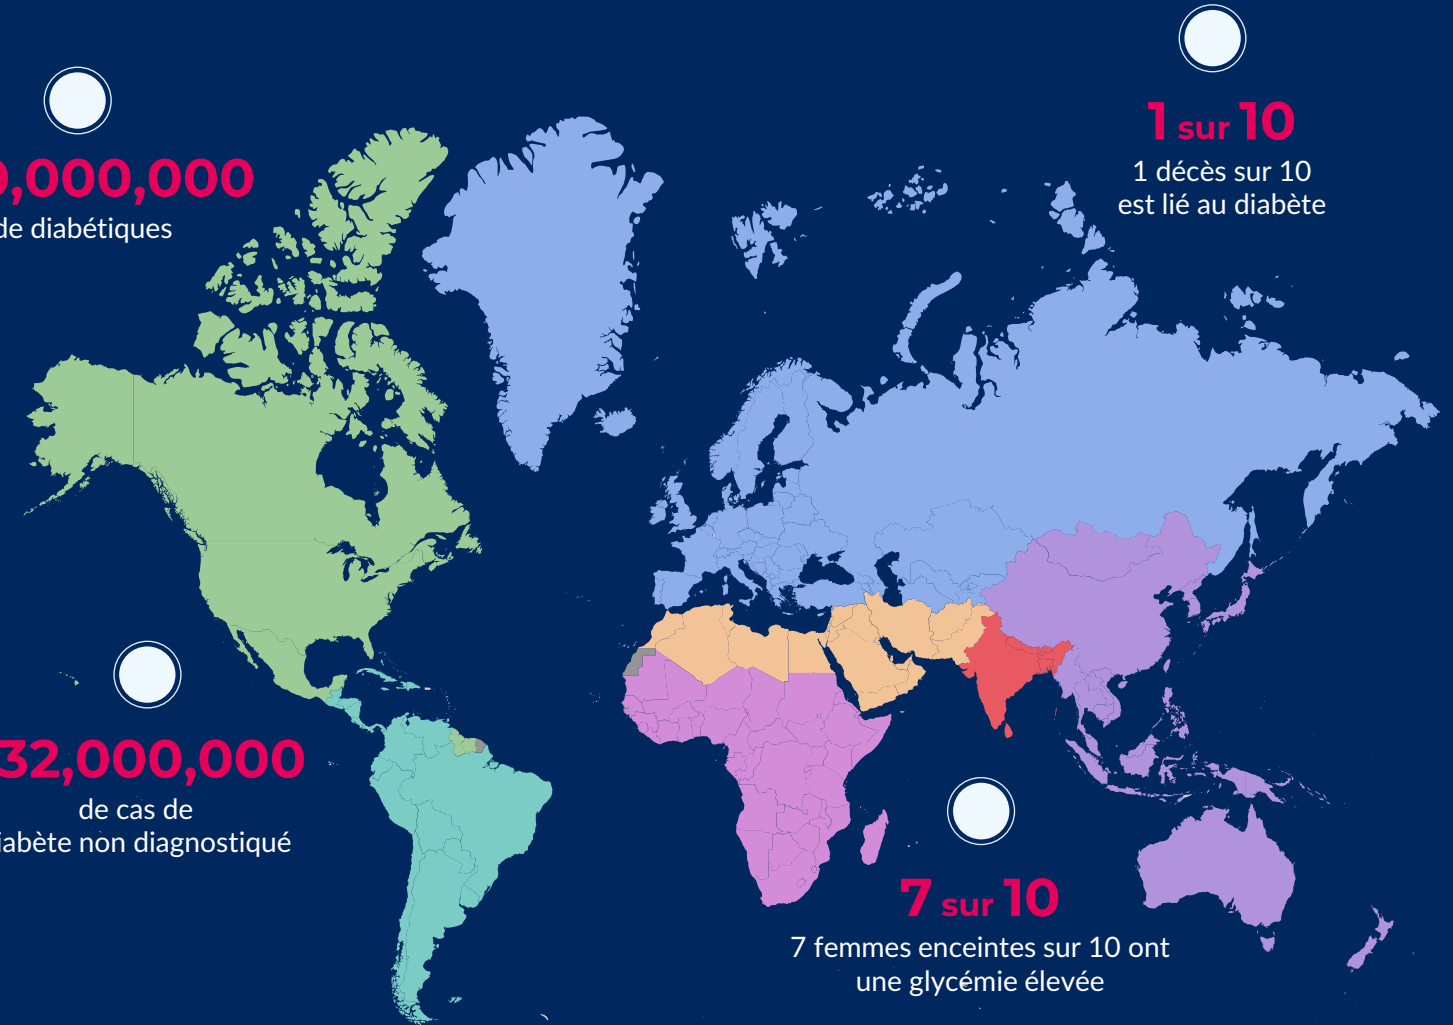 1 sur 10
1 décès sur 10
est lié au diabète
0,000,000
de diabétiques
32,000,000
de cas de
iabète non diagnostiqué
7 sur 10
7 femmes enceintes sur 10 ont
une glycémie élevée